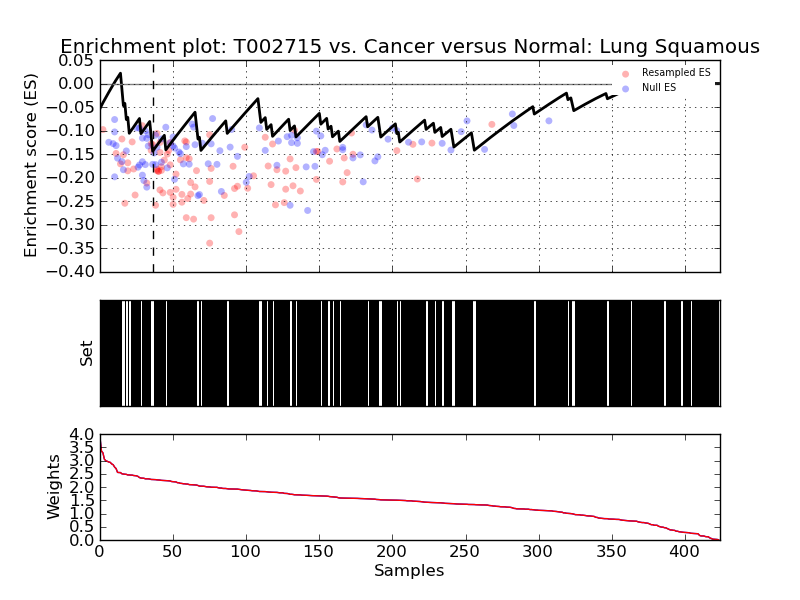 Enrichment plot: T002715 vs. Cancer versus Normal: Lung Squamous
0.05
0.00
−0.05
−0.10
−0.15
−0.20
−0.25
−0.30
−0.35
−0.40
Enrichment score (ES)
Resampled ES
Null ES
Set
4.0
3.5
3.0
2.5
2.0
1.5
1.0
0.5
0.0
Weights
0 50 100 150 200 250 300 350 400
Samples